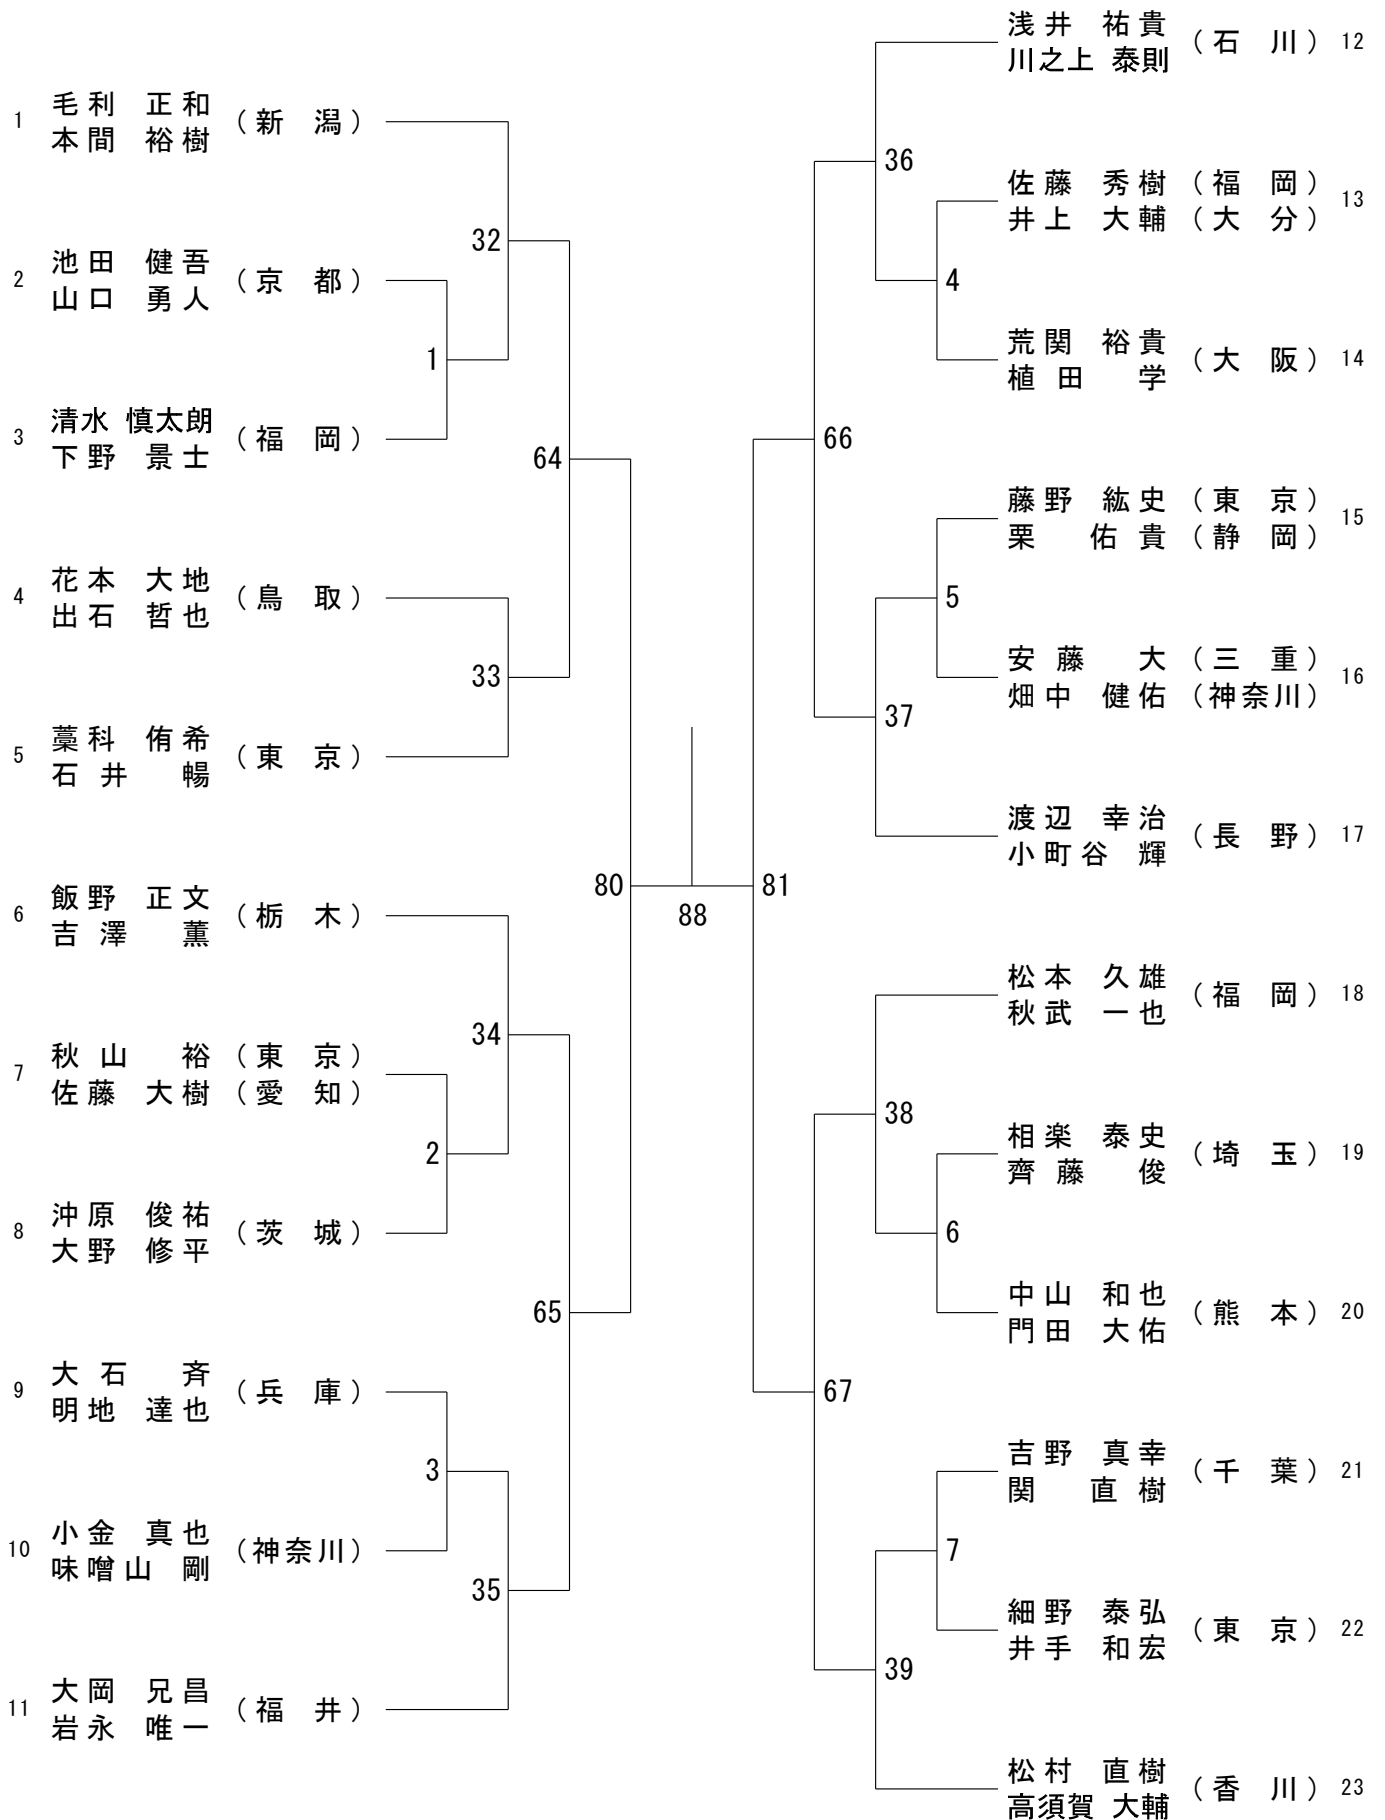 1 毛利 正和 (新 潟)
本間 裕樹
2 池田 健吾 (京 都)
山口 勇人
3 清水 慎太朗 (福 岡)
下野 景士
4 花本 大地 (鳥 取)
出石 哲也
5 藁科 侑希 (東 京)
石井 暢
6 飯野 正文 (栃 木)
吉澤 薫
7 秋山 裕 (東 京)
佐藤 大樹 (愛 知)
8 沖原 俊祐 (茨 城)
大野 修平
9 大石 斉 (兵 庫)
明地 達也
10 小金 真也 (神奈川)
味噌山 剛
11 大岡 兄昌 (福 井)
岩永 唯一
32
1
64
33
34
2
65
3
35
80
88
81
浅井 祐貴 (石 川) 12
川之上 泰則
佐藤 秀樹 (福 岡) 13
井上 大輔 (大 分)
荒関 裕貴 (大 阪) 14
植田 学
藤野 紘史 (東 京) 15
栗 佑貴 (静 岡)
安藤 大 (三 重) 16
畑中 健佑 (神奈川)
渡辺 幸治 (長 野) 17
小町谷 輝
松本 久雄 (福 岡) 18
秋武 一也
相楽 泰史 (埼 玉) 19
齊藤 俊
中山 和也 (熊 本) 20
門田 大佑
吉野 真幸 (千 葉) 21
関 直樹
細野 泰弘 (東 京) 22
井手 和宏
松村 直樹 (香 川) 23
高須賀 大輔
36
4
66
5
37
38
6
67
7
39